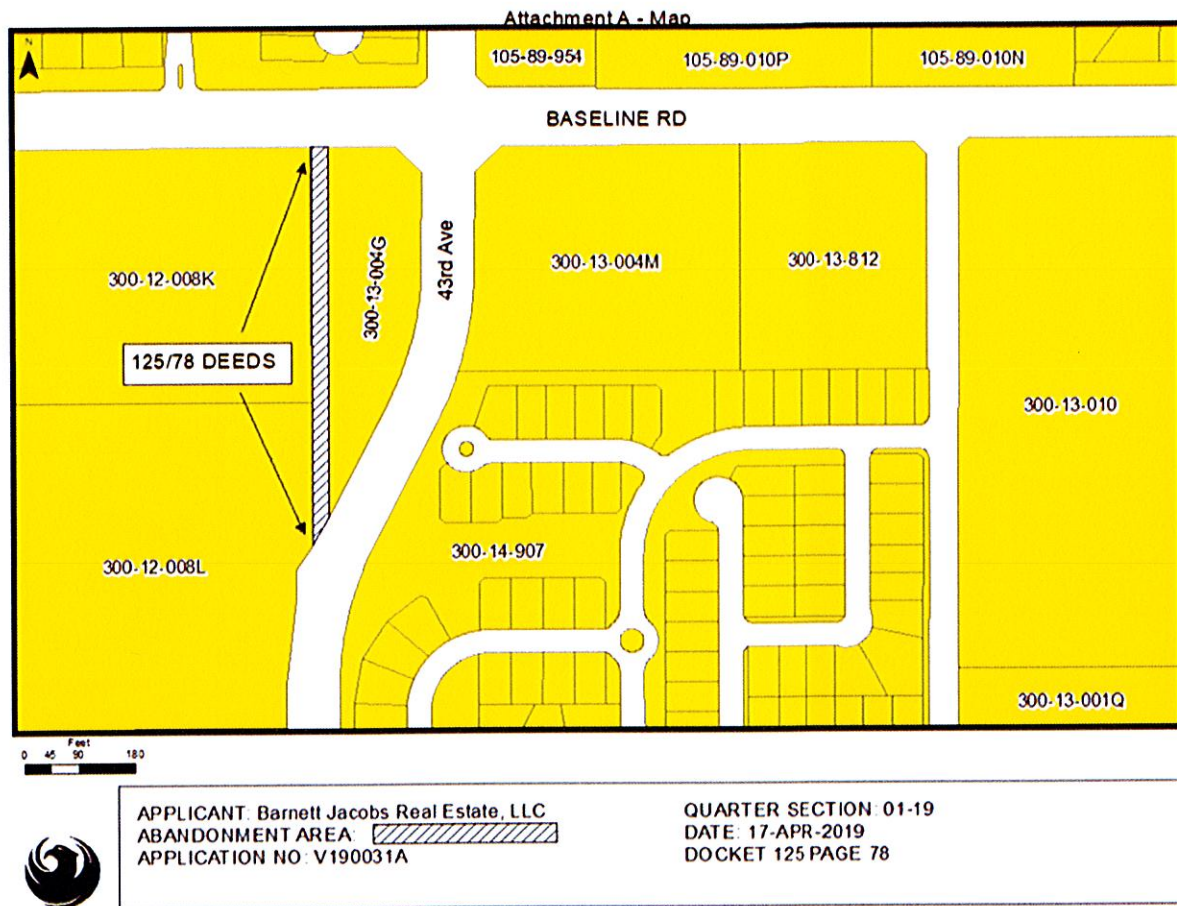 Attachment A - Map
N
105-89-954
105-89-010P
105-89-010N
BASELINE RD
300-12-008K
300-13-004G
43rd Ave
300-13-004M
300-13-812
125/78 DEEDS
300-13-010
300-12-008L
300-14-907
300-13-001Q
Feet
0 45 90 180
APPLICANT: Barnett Jacobs Real Estate, LLC
ABANDONMENT AREA:
APPLICATION NO: V190031A
QUARTER SECTION: 01-19
DATE: 17-APR-2019
DOCKET 125 PAGE 78